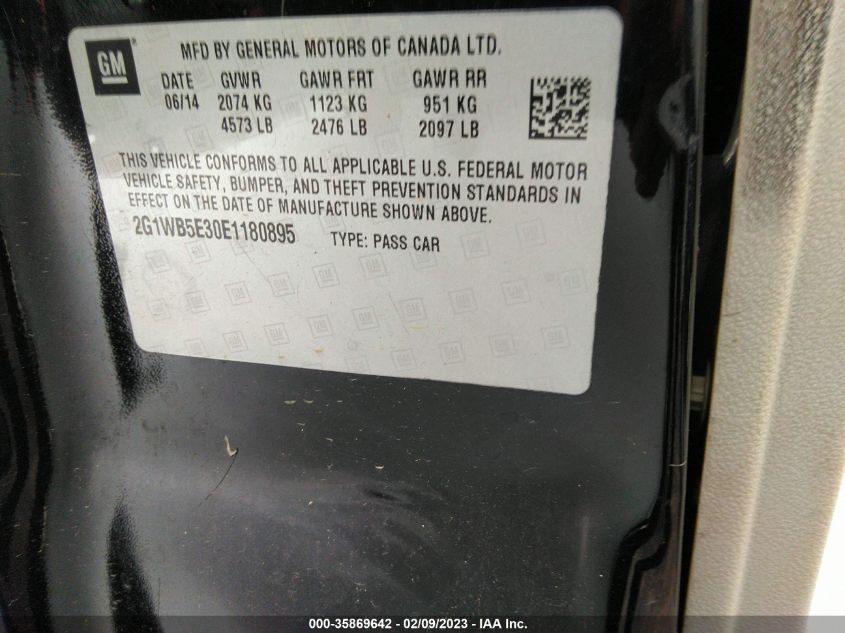 GM
MFD BY GENERAL MOTORS OF CANADA LTD.
DATE GVWR GAWR FRT GAWR RR
06/14 2074 KG 1123 KG 951 KG
4573 LB 2476 LB 2097 LB
THIS VEHICLE CONFORMS TO ALL APPLICABLE U.S. FEDERAL MOTOR
VEHICLE SAFETY, BUMPER, AND THEFT PREVENTION STANDARDS IN
EFFECT ON THE DATE OF MANUFACTURE SHOWN ABOVE.
2G1WB5E30E1180895 TYPE: PASS CAR
000-35869642 - 02/09/2023 - IAA Inc.